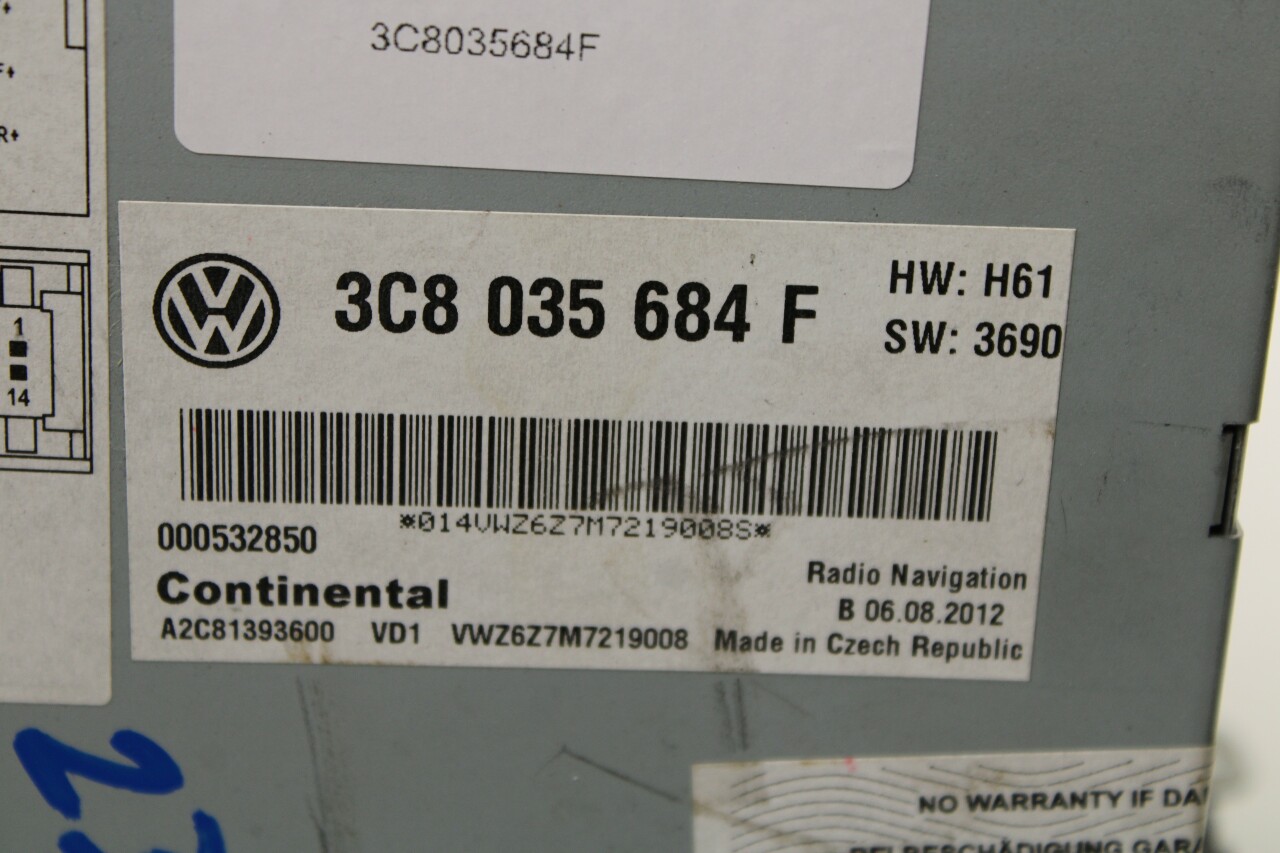 3C8035684F
R+
1
14
3C8 035 684 F
HW: H61
SW: 3690
*014VWZ6Z7M7219008S*
000532850
Continental
A2C81393600 VD1 VWZ6Z7M7219008
Radio Navigation
B 06.08.2012
Made in Czech Republic
NO WARRANTY IF